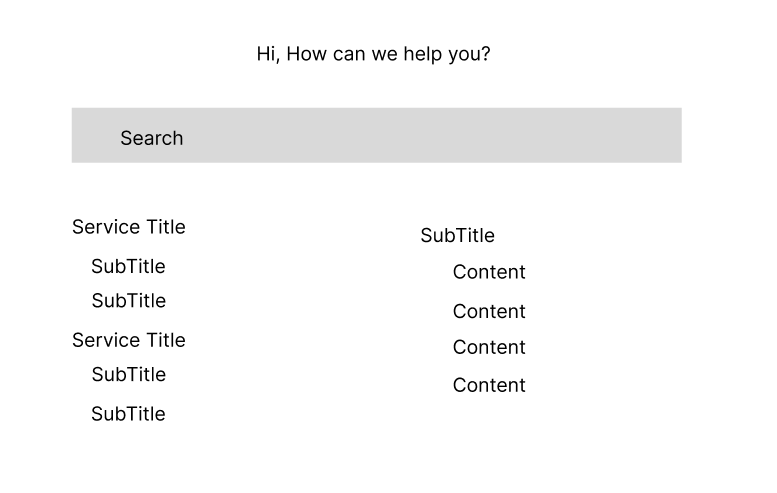 Hi, How can we help you?
Search
Service Title
SubTitle
SubTitle
Service Title
SubTitle
SubTitle
SubTitle
Content
Content
Content
Content